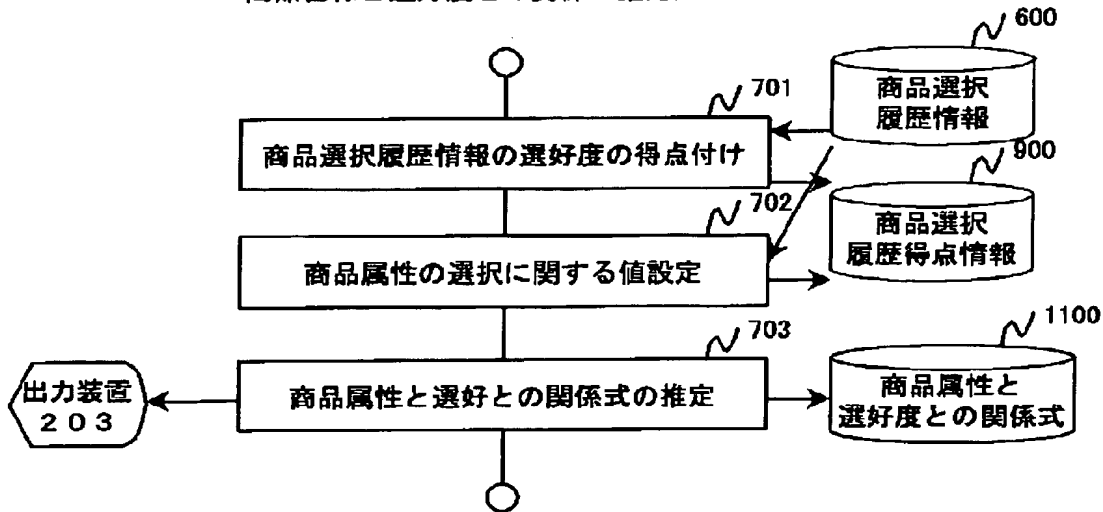 600
商品選択
履歴情報
701
商品選択履歴情報の選好度の得点付け
900
商品選択
履歴得点情報
702
商品属性の選択に関する値設定
703
商品属性と選好との関係式の推定
1100
商品属性と
選好度との関係式
出力装置
203